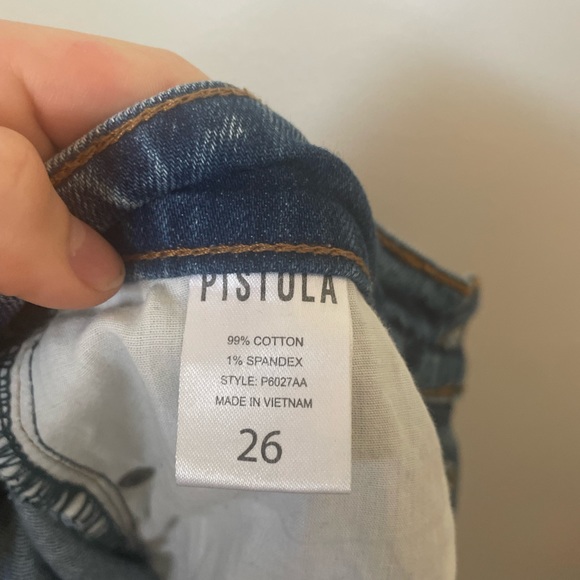 PISTOLA
99% COTTON
1% SPANDEX
STYLE: P6027AA
MADE IN VIETNAM
26